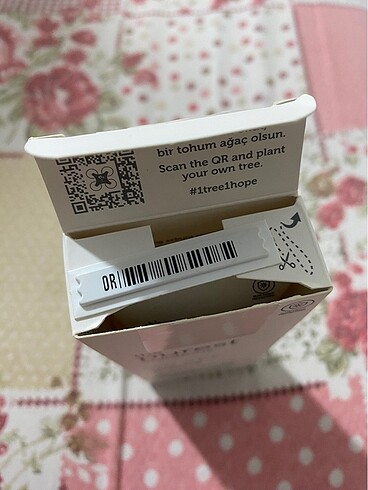 bir tohum ağaç olsun.
Scan the QR and plant
your own tree.
#1tree1hope
OR